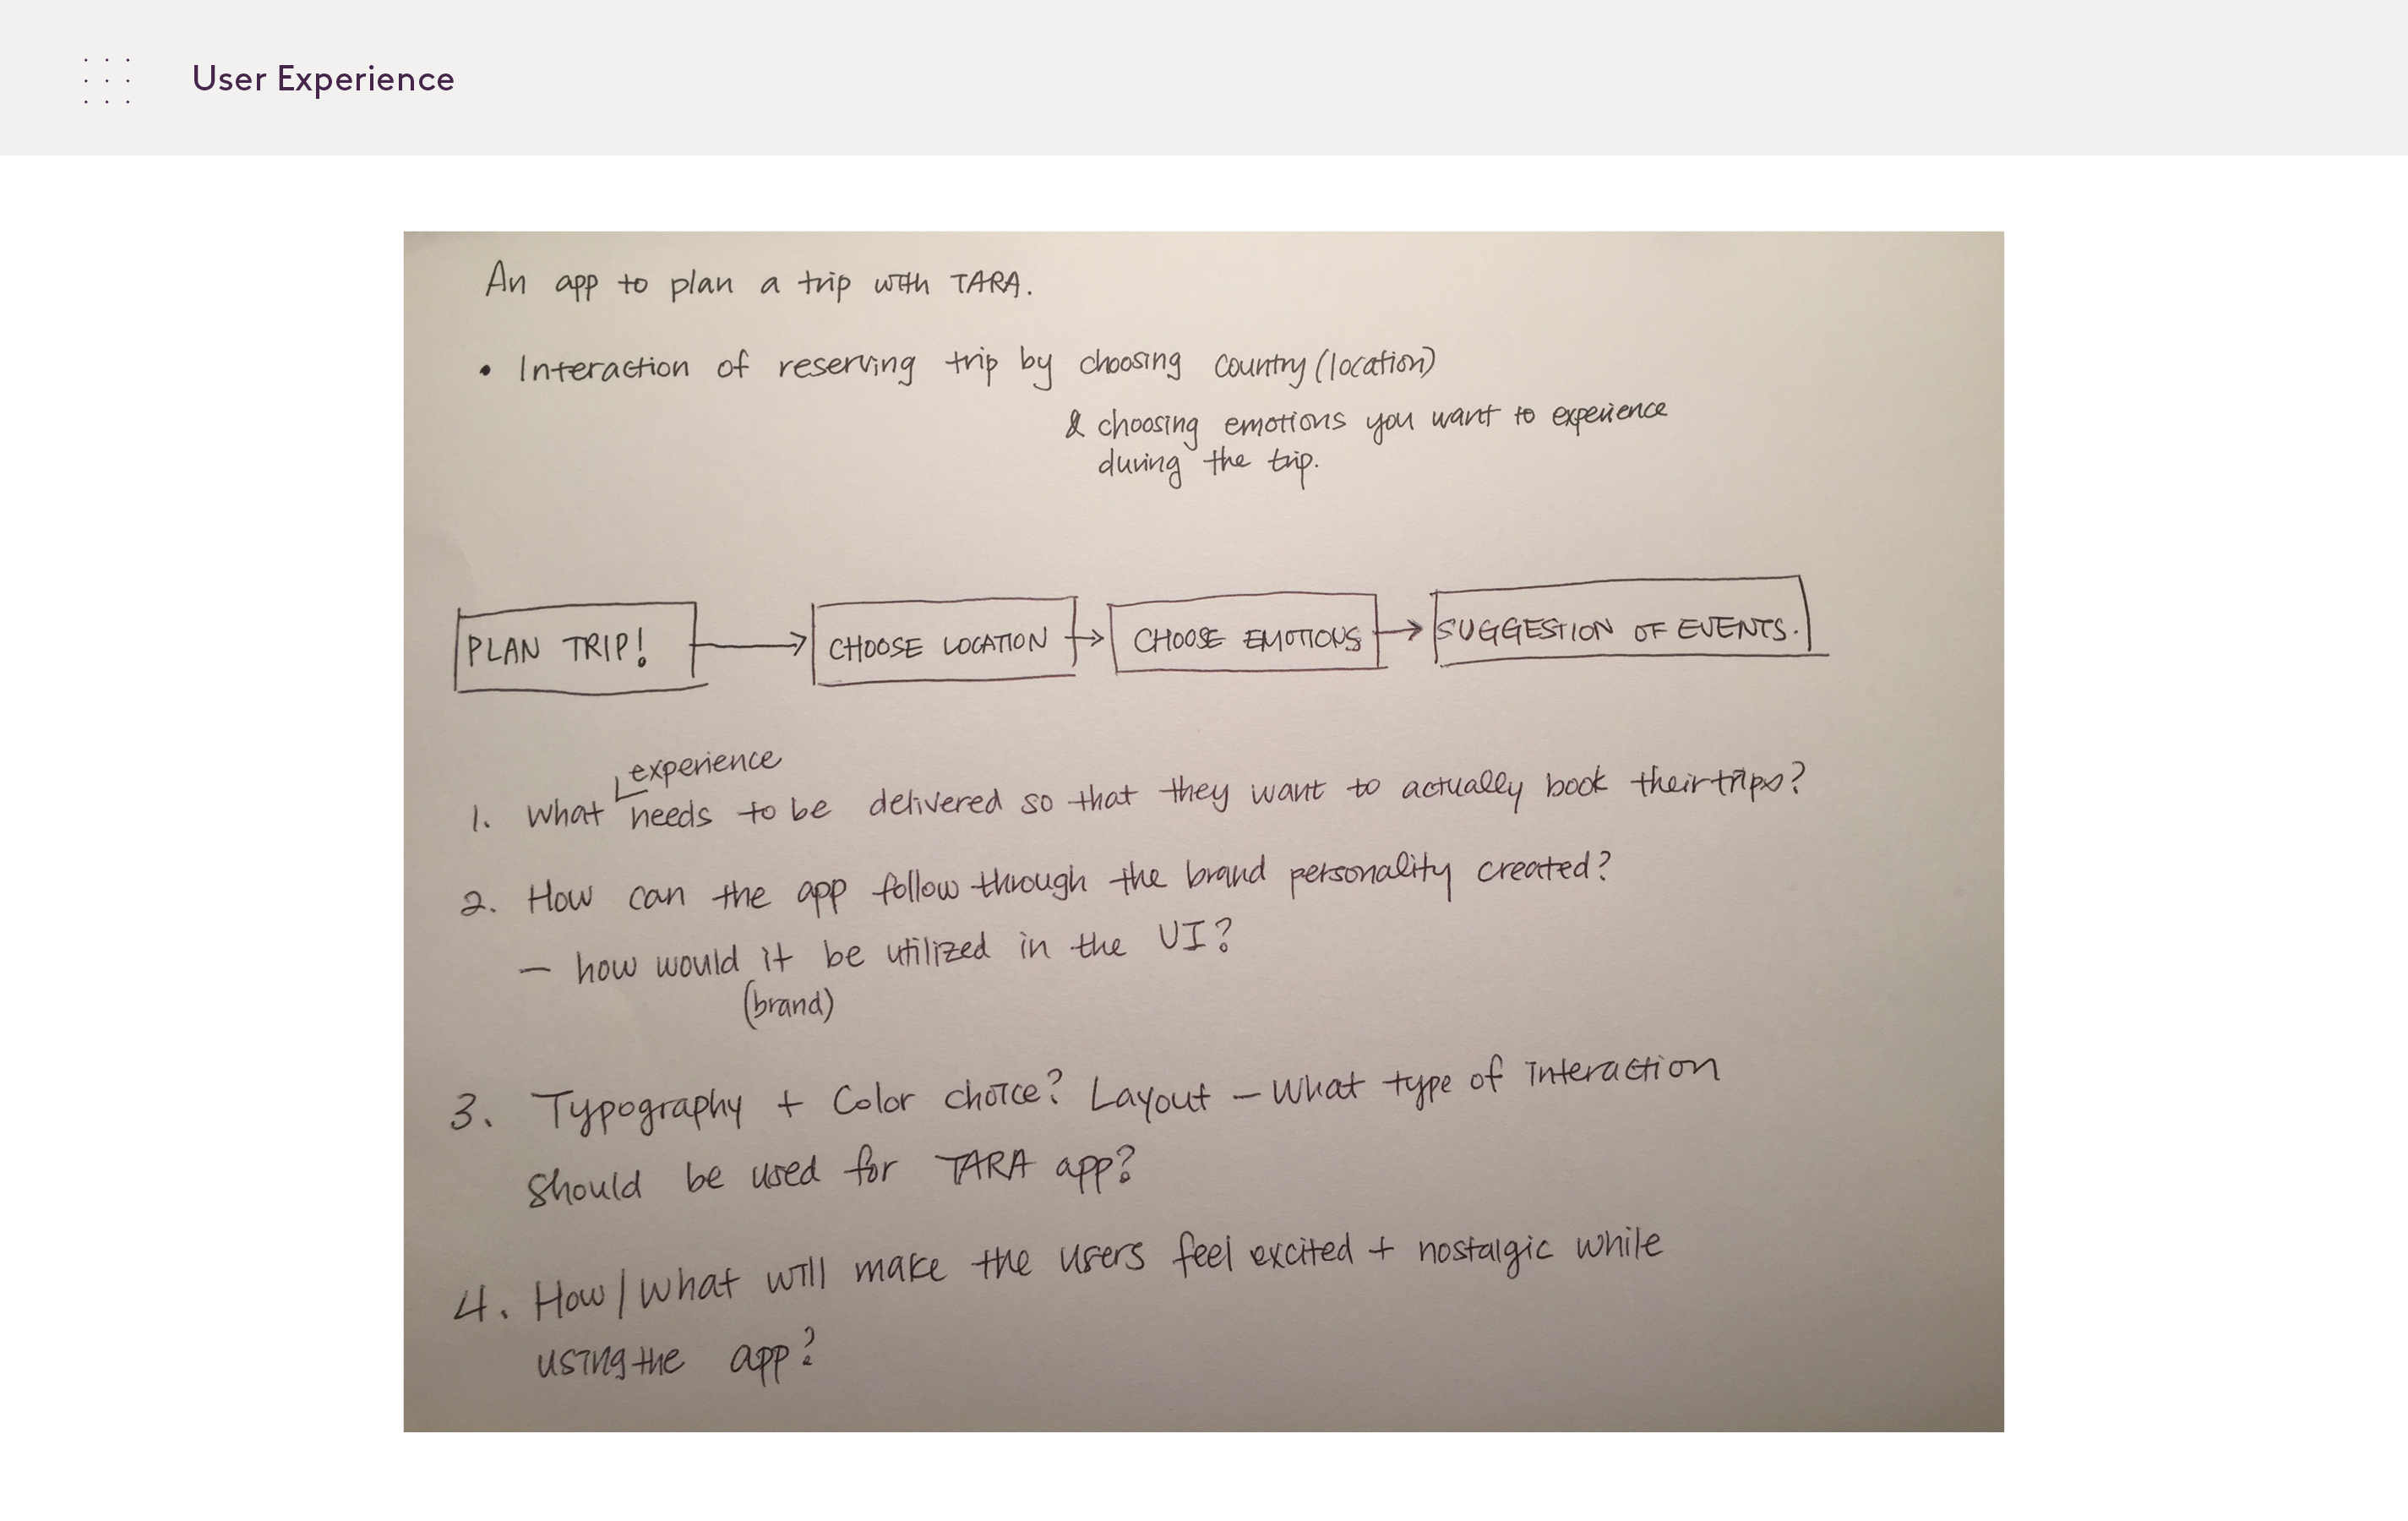 User Experience
An app to plan a trip with TARA.
• Interaction of reserving trip by choosing country (location)
& choosing emotions you want to experience
during the trip.
PLAN TRIP!
CHOOSE LOCATION
CHOOSE EMOTIONS
SUGGESTION OF EVENTS.
experience
1. What needs to be delivered so that they want to actually book their trips?
2. How can the app follow through the brand personality created?
— how would it be utilized in the UI?
(brand)
3. Typography + Color choice? Layout — What type of interaction
should be used for TARA app?
4. How/What will make the users feel excited + nostalgic while
using the app?